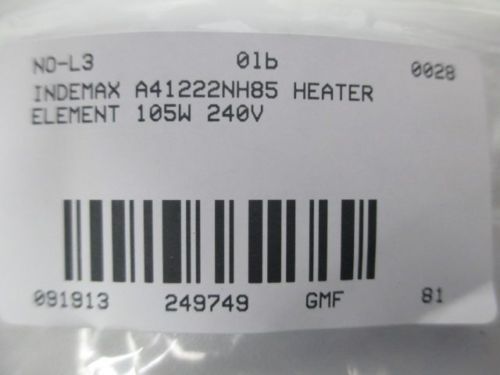 NO-L3 0lb 0028
INDEMAX A41222NH85 HEATER
ELEMENT 105W 240V
091913 249749 GMF 81